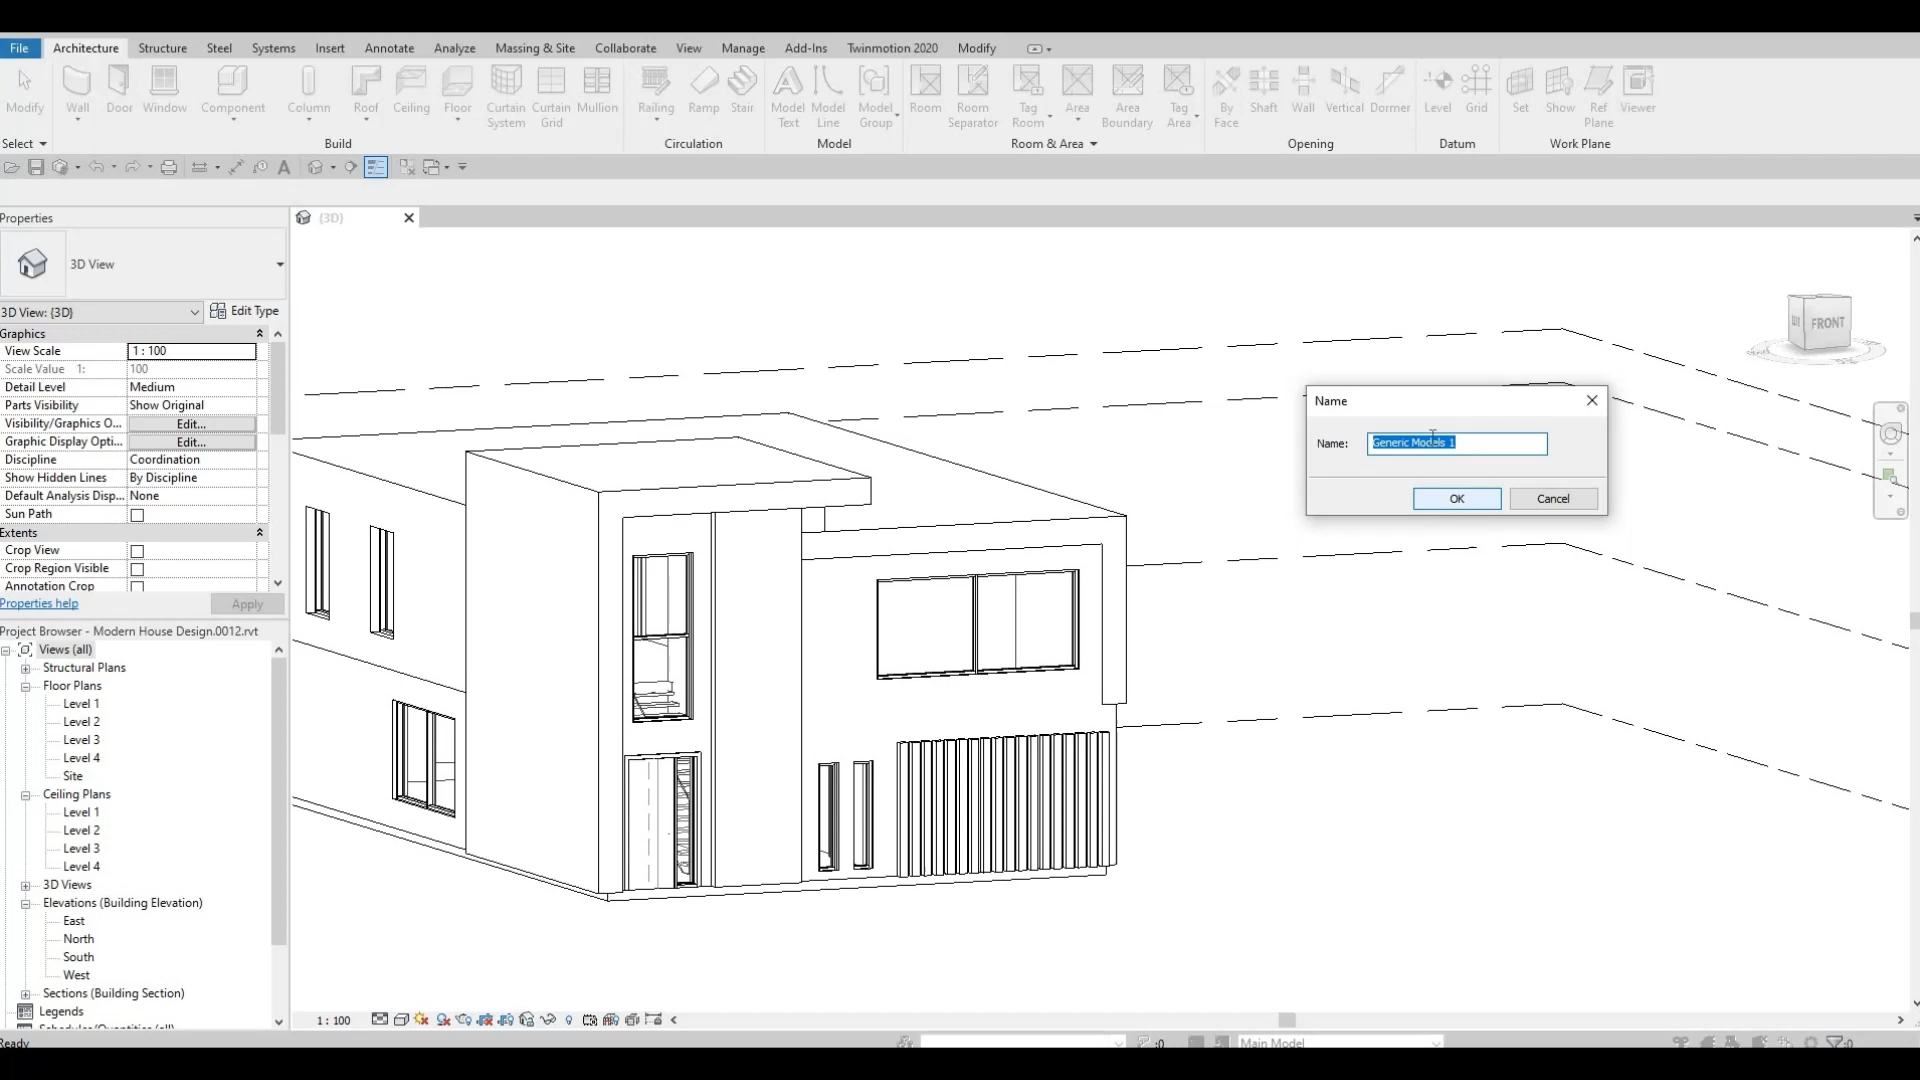 File Architecture Structure Steel Systems Insert Annotate Analyze Massing & Site Collaborate View Manage Add-Ins Twinmotion 2020 Modify
Modify Wall Door Window Component Column Roof Ceiling Floor Curtain System Curtain Grid Mullion Railing Ramp Stair Model Text Model Line Model Group Room Room Separator Tag Room Area Area Boundary Tag Area By Face Shaft Wall Vertical Dormer Level Grid Set Show Ref Plane Viewer
Select Build Circulation Model Room & Area Opening Datum Work Plane
Properties
{3D}
3D View
3D View: {3D} Edit Type
Graphics
View Scale 1 : 100
Scale Value 1: 100
Detail Level Medium
Parts Visibility Show Original
Visibility/Graphics O... Edit...
Graphic Display Opti... Edit...
Discipline Coordination
Show Hidden Lines By Discipline
Default Analysis Disp... None
Sun Path
Extents
Crop View
Crop Region Visible
Annotation Crop
Properties help Apply
Project Browser - Modern House Design.0012.rvt
Views (all)
Structural Plans
Floor Plans
Level 1
Level 2
Level 3
Level 4
Site
Ceiling Plans
Level 1
Level 2
Level 3
Level 4
3D Views
Elevations (Building Elevation)
East
North
South
West
Sections (Building Section)
Legends
Schedules/Quantities (all)
FRONT
Name
Name: Generic Models 1
OK Cancel
1 : 100
Ready :0 Main Model :0